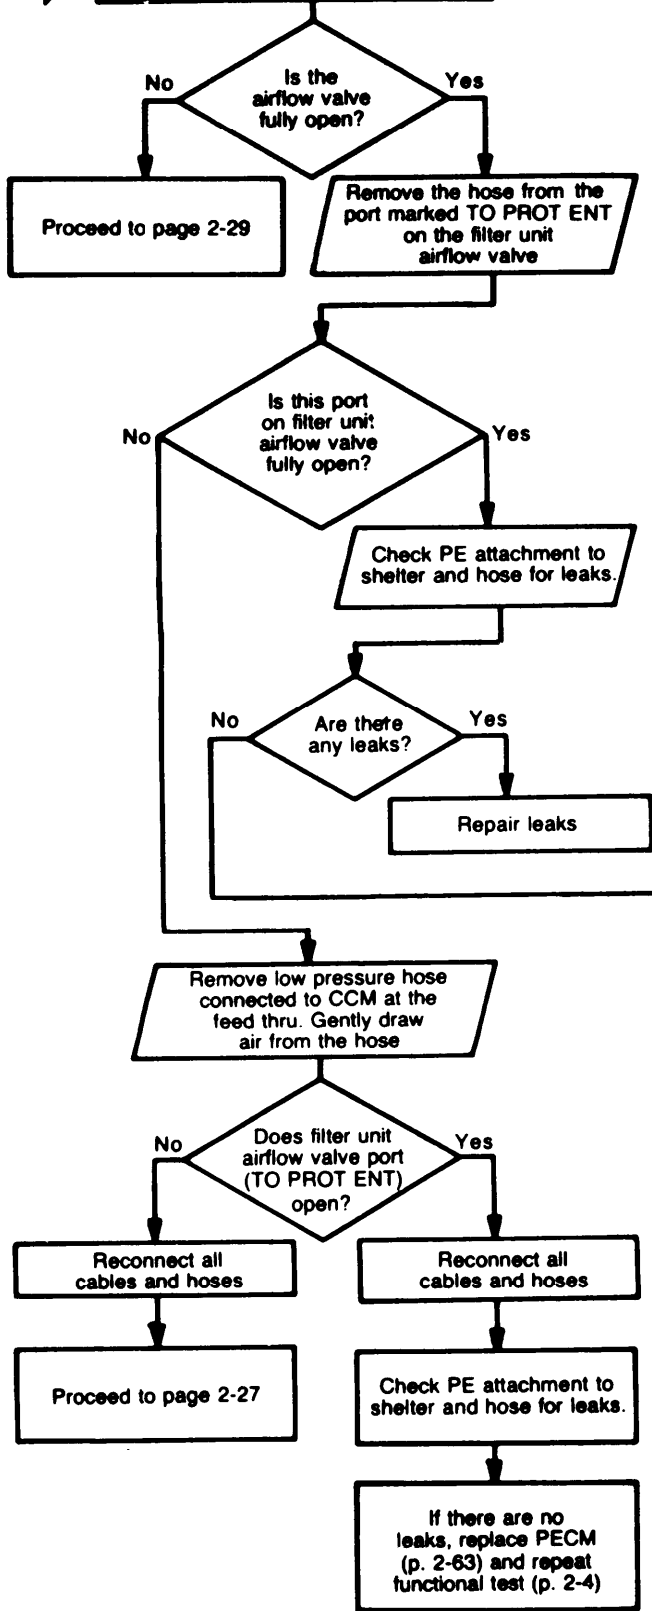 Is the
airflow valve
fully open?
No
Yes
Proceed to page 2-29
Remove the hose from the
port marked TO PROT ENT
on the filter unit
airflow valve
Is this port
on filter unit
airflow valve
fully open?
No
Yes
Check PE attachment to
shelter and hose for leaks.
Are there
any leaks?
No
Yes
Repair leaks
Remove low pressure hose
connected to CCM at the
feed thru. Gently draw
air from the hose
Does filter unit
airflow valve port
(TO PROT ENT)
open?
No
Yes
Reconnect all
cables and hoses
Proceed to page 2-27
Reconnect all
cables and hoses
Check PE attachment to
shelter and hose for leaks.
If there are no
leaks, replace PECM
(p. 2-63) and repeat
functional test (p. 2-4)